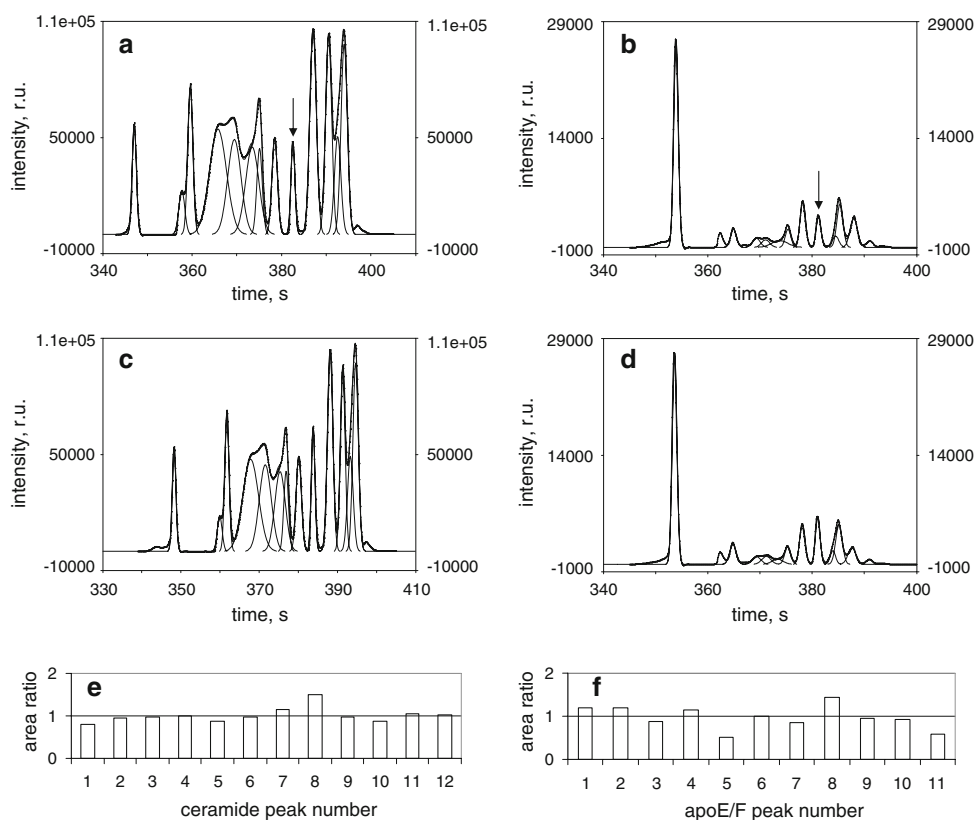 a
1.1e+05
50000
-10000
1.1e+05
50000
-10000
intensity, r.u.
340 360 380 400
time, s
b
29000
14000
-1000
29000
14000
-1000
intensity, r.u.
340 360 380 400
time, s
c
1.1e+05
50000
-10000
1.1e+05
50000
-10000
intensity, r.u.
330 350 370 390 410
time, s
d
29000
14000
-1000
29000
14000
-1000
intensity, r.u.
340 360 380 400
time, s
e
2
1
0
area ratio
1 2 3 4 5 6 7 8 9 10 11 12
ceramide peak number
f
2
1
0
area ratio
1 2 3 4 5 6 7 8 9 10 11
apoE/F peak number